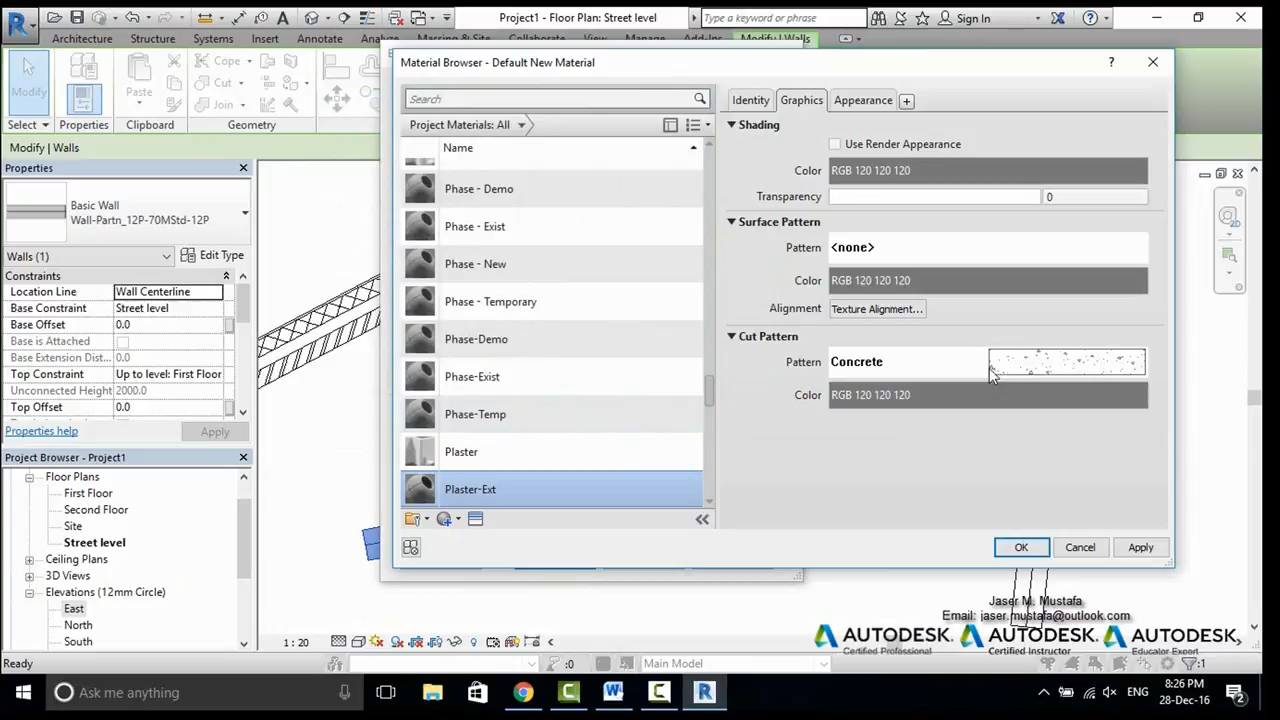 Project1 - Floor Plan: Street level
Type a keyword or phrase
Sign In
Architecture
Structure
Systems
Insert
Annotate
Modify | Walls
Modify
Select
Properties
Paste
Clipboard
Cope
Cut
Join
Geometry
Modify | Walls
Properties
Basic Wall
Wall-Partn_12P-70MStd-12P
Walls (1)
Edit Type
Constraints
Location Line
Wall Centerline
Base Constraint
Street level
Base Offset
0.0
Base is Attached
Base Extension Dist...
0.0
Top Constraint
Up to level: First Floor
Unconnected Height
2000.0
Top Offset
0.0
Properties help
Apply
Project Browser - Project1
Floor Plans
First Floor
Second Floor
Site
Street level
Ceiling Plans
3D Views
Elevations (12mm Circle)
East
North
South
Material Browser - Default New Material
?
Search
Project Materials: All
Name
Phase - Demo
Phase - Exist
Phase - New
Phase - Temporary
Phase-Demo
Phase-Exist
Phase-Temp
Plaster
Plaster-Ext
Identity
Graphics
Appearance
Shading
Use Render Appearance
Color
RGB 120 120 120
Transparency
0
Surface Pattern
Pattern
<none>
Color
RGB 120 120 120
Alignment
Texture Alignment...
Cut Pattern
Pattern
Concrete
Color
RGB 120 120 120
OK
Cancel
Apply
Jaser M. Mustafa
Email: jaser.mustafa@outlook.com
AUTODESK.
Certified Professional
AUTODESK.
Certified Instructor
AUTODESK.
Educator Expert
1 : 20
Ready
:0
Main Model
:1
Ask me anything
ENG
8:26 PM
28-Dec-16
2